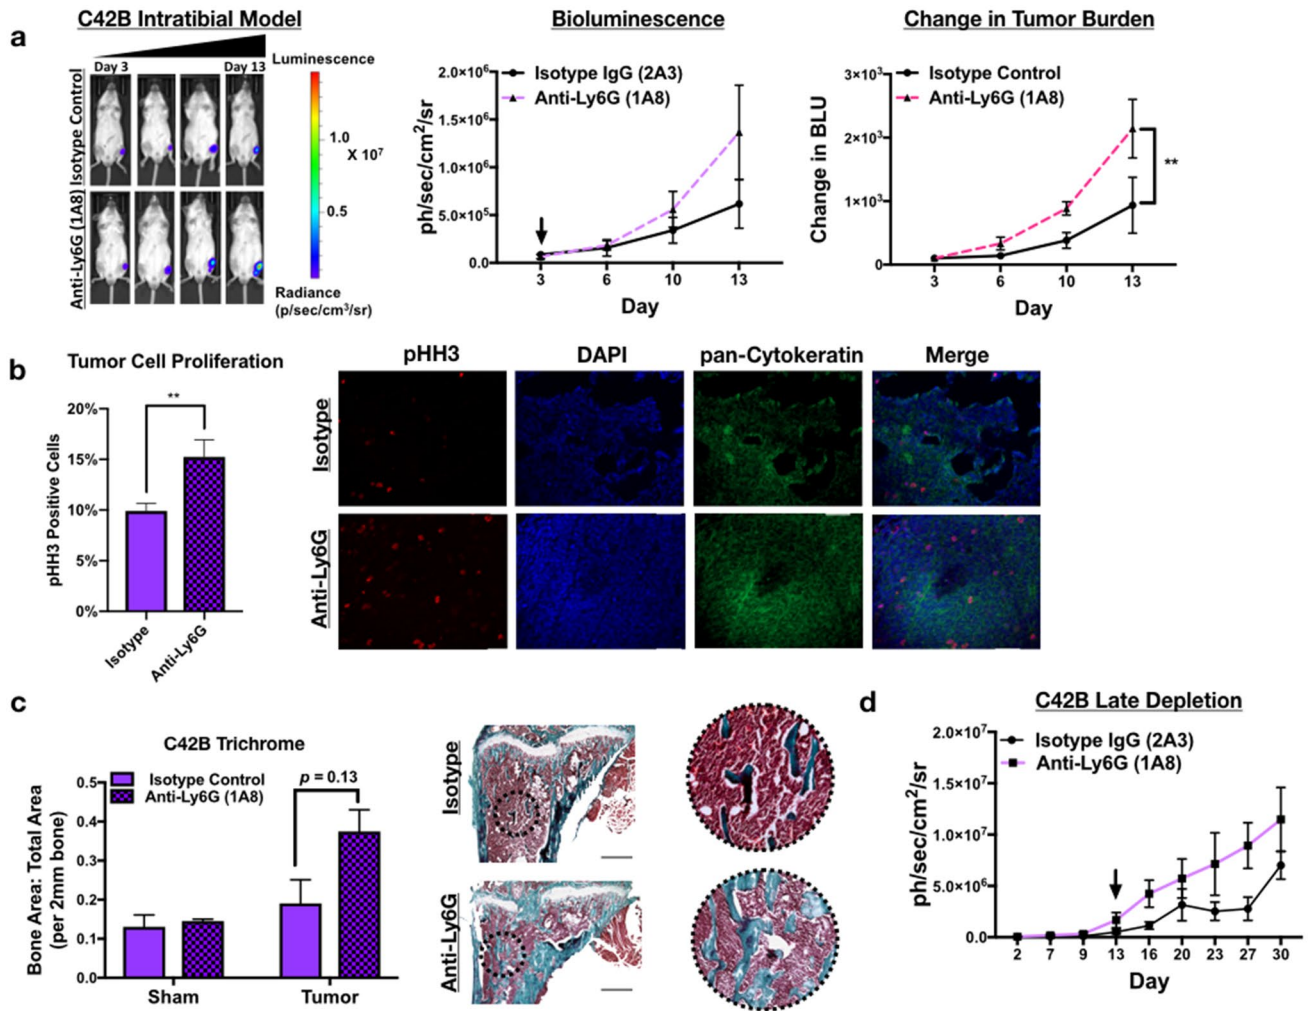 a
C42B Intratibial Model
Day 3
Day 13
Isotype Control
Anti-Ly6G (1A8)
Luminescence
1.0
X 10⁷
0.5
Radiance
(p/sec/cm³/sr)
Bioluminescence
Isotype IgG (2A3)
Anti-Ly6G (1A8)
ph/sec/cm²/sr
2.0×10⁶
1.5×10⁶
1.0×10⁶
5.0×10⁵
0.0
3 6 10 13
Day
Change in Tumor Burden
Isotype Control
Anti-Ly6G (1A8)
Change in BLU
3×10³
2×10³
1×10³
0
**
3 6 10 13
Day
b
Tumor Cell Proliferation
**
pHH3 Positive Cells
20%
15%
10%
5%
0%
Isotype
Anti-Ly6G
pHH3 DAPI pan-Cytokeratin Merge
Isotype
Anti-Ly6G
c
C42B Trichrome
Isotype Control
Anti-Ly6G (1A8)
p = 0.13
Bone Area: Total Area
(per 2mm bone)
0.5
0.4
0.3
0.2
0.1
0.0
Sham Tumor
Isotype
Anti-Ly6G
d
C42B Late Depletion
Isotype IgG (2A3)
Anti-Ly6G (1A8)
ph/sec/cm²/sr
2.0×10⁷
1.5×10⁷
1.0×10⁷
5.0×10⁶
0.0
2 7 9 13 16 20 23 27 30
Day